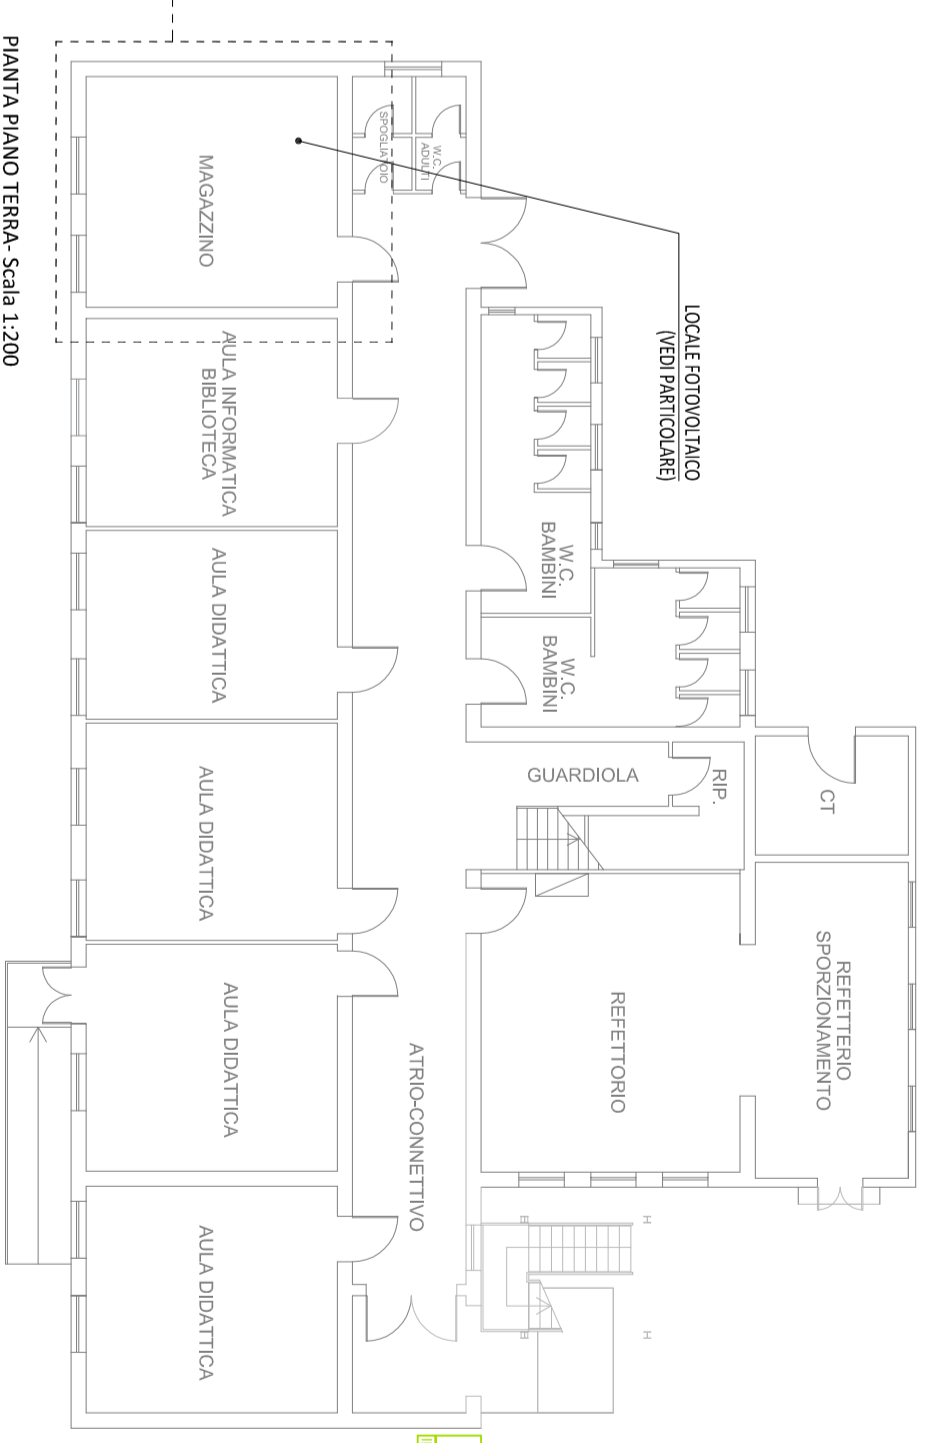 PIANTA PIANO TERRA- Scala 1:200
LOCALE FOTOVOLTAICO
(VEDI PARTICOLARE)
W.C.
ADULTI
SPOGLIATOIO
MAGAZZINO
AULA INFORMATICA
BIBLIOTECA
W.C.
BAMBINI
W.C.
BAMBINI
AULA DIDATTICA
CT
RIP.
GUARDIOLA
AULA DIDATTICA
REFETTERIO
SPORZIONAMENTO
REFETTORIO
ATRIO-CONNETTIVO
AULA DIDATTICA
AULA DIDATTICA
H
H
H
H